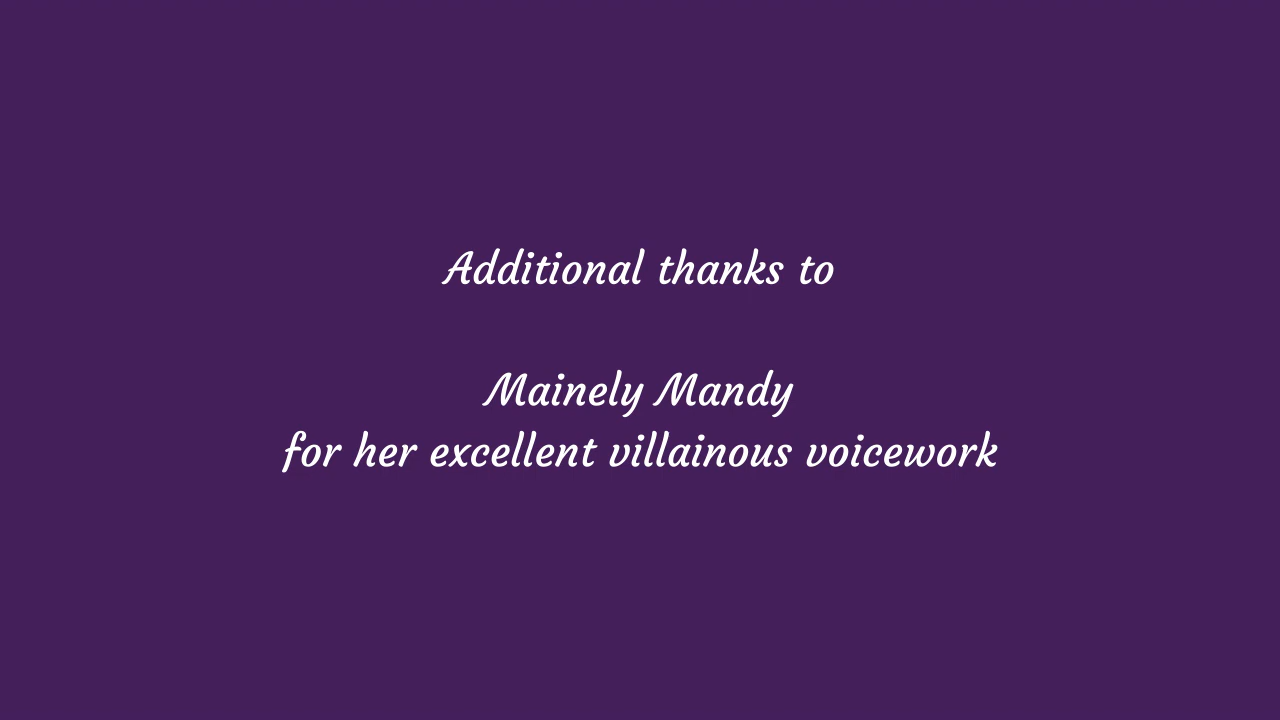 Additional thanks to
Mainely Mandy
for her excellent villainous voicework